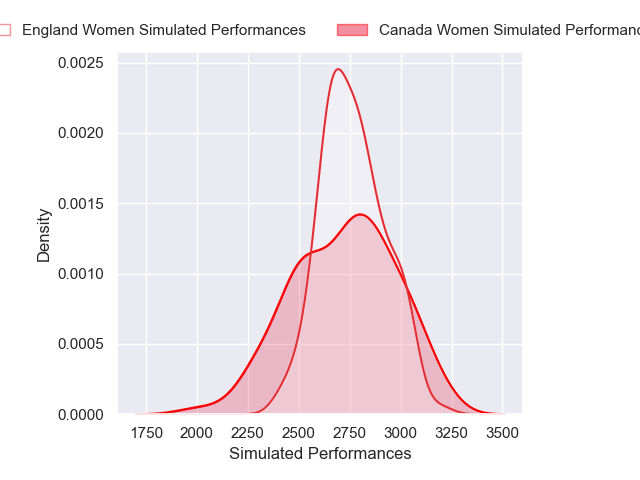 England Women Simulated Performances
Canada Women Simulated
0.0025
0.0020
0.0015
0.0010
0.0005
0.0000
Density
1750 2000 2250 2500 2750 3000 3250 3500
Simulated Performances